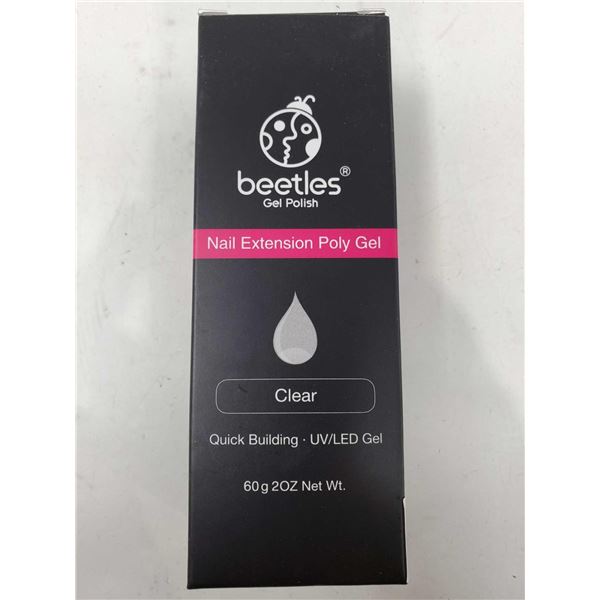 beetles®
Gel Polish
Nail Extension Poly Gel
Clear
Quick Building · UV/LED Gel
60g 2OZ Net Wt.